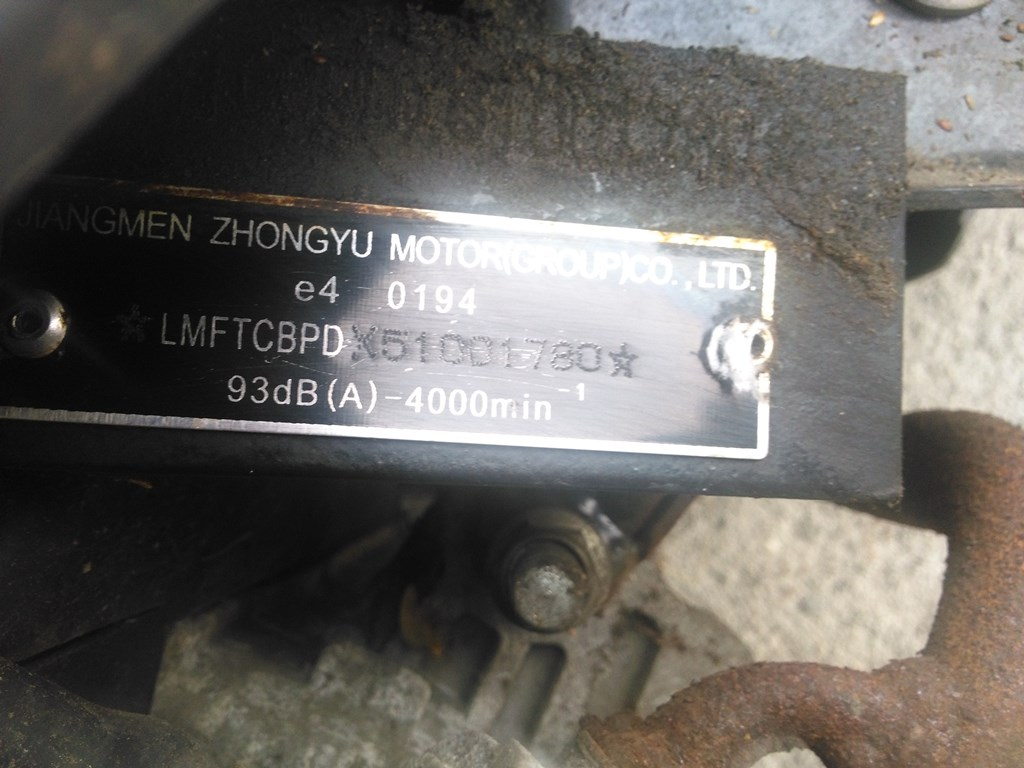 JIANGMEN ZHONGYU MOTOR(GROUP)CO.,LTD.
e4 0194
★LMFTCBPDX510B1780★
93dB(A)-4000min⁻¹